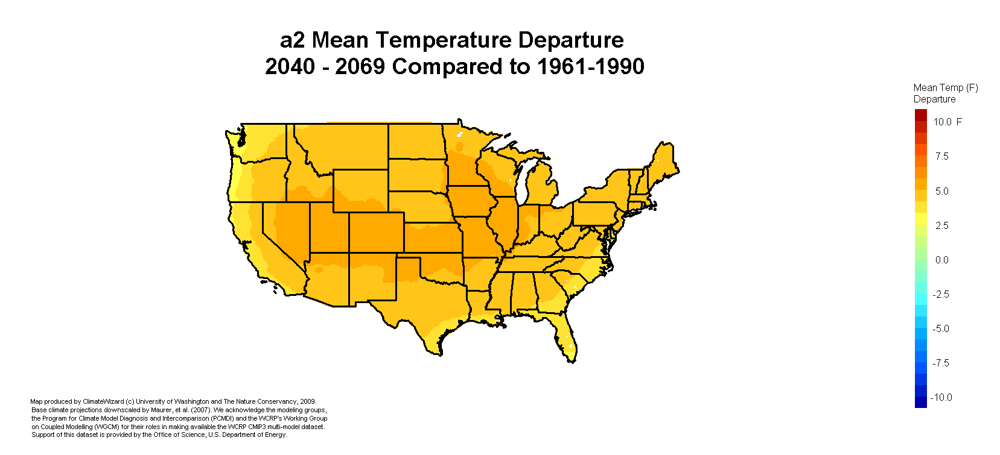 a2 Mean Temperature Departure
2040 - 2069 Compared to 1961-1990
Mean Temp (F)
Departure
10.0 F
7.5
5.0
2.5
0.0
-2.5
-5.0
-7.5
-10.0
Map produced by ClimateWizard (c) University of Washington and The Nature Conservancy, 2009.
Base climate projections downscaled by Maurer, et al. (2007). We acknowledge the modeling groups,
the Program for Climate Model Diagnosis and Intercomparison (PCMDI) and the WCRP's Working Group
on Coupled Modelling (WGCM) for their roles in making available the WCRP CMIP3 multi-model dataset.
Support of this dataset is provided by the Office of Science, U.S. Department of Energy.